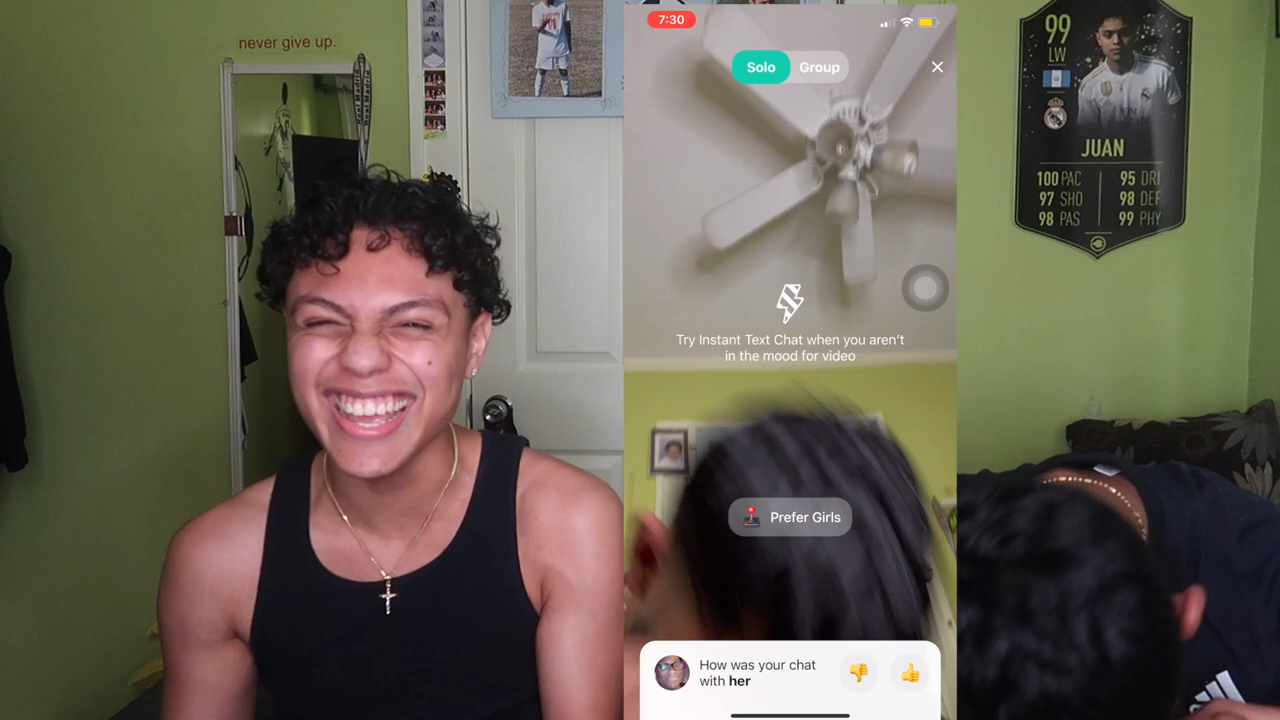 never give up.
7:30
Solo
Group
Try Instant Text Chat when you aren't
in the mood for video
Prefer Girls
How was your chat
with her
99
LW
JUAN
100 PAC
97 SHO
98 PAS
95 DRI
98 DEF
99 PHY